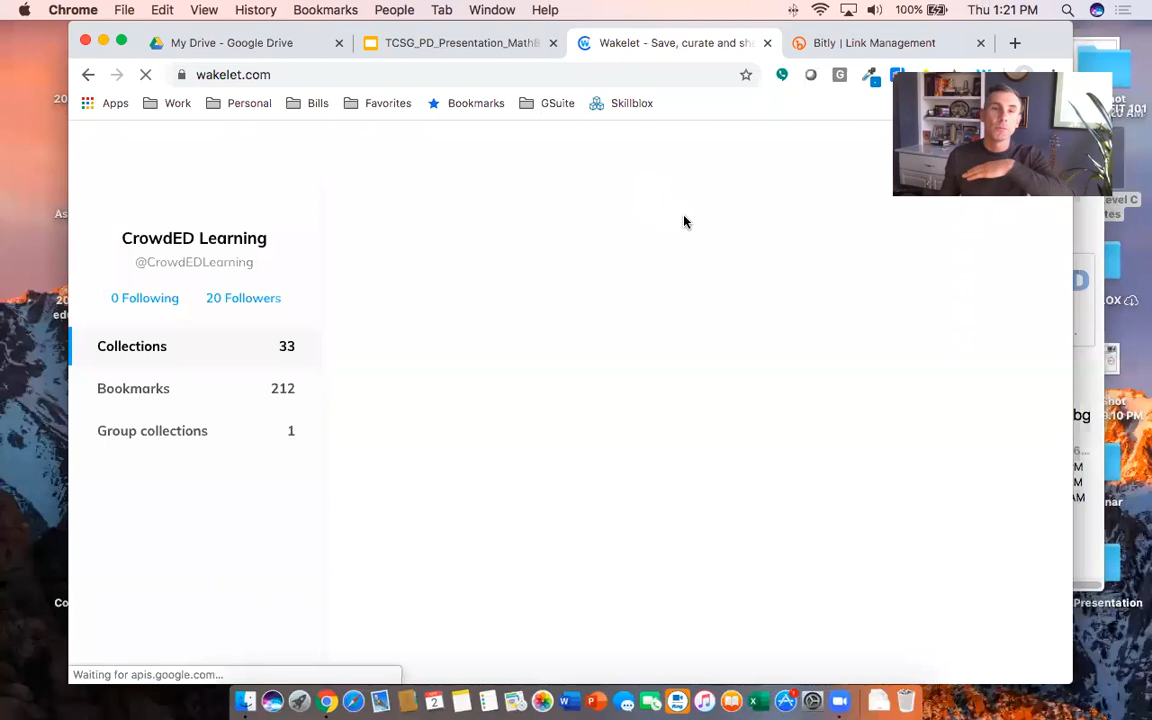 Chrome File Edit View History Bookmarks People Tab Window Help 100% Thu 1:21 PM
My Drive - Google Drive TCSG_PD_Presentation_MathB Wakelet - Save, curate and sh Bitly | Link Management
wakelet.com
Apps Work Personal Bills Favorites Bookmarks GSuite Skillblox
CrowdED Learning
@CrowdEDLearning
0 Following 20 Followers
Collections 33
Bookmarks 212
Group collections 1
Waiting for apis.google.com...
Presentation